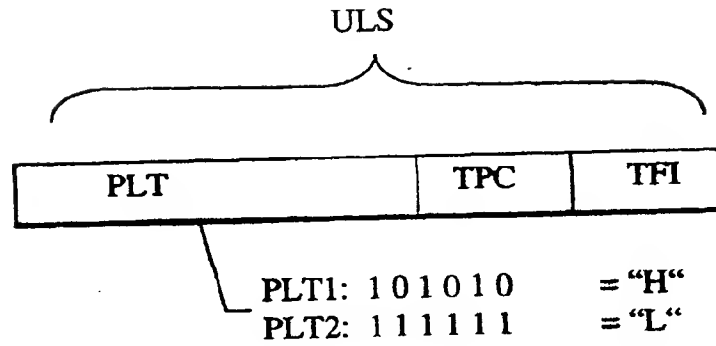 ULS
PLT TPC TFI
PLT1: 1 0 1 0 1 0 = “H“
PLT2: 1 1 1 1 1 1 = “L“